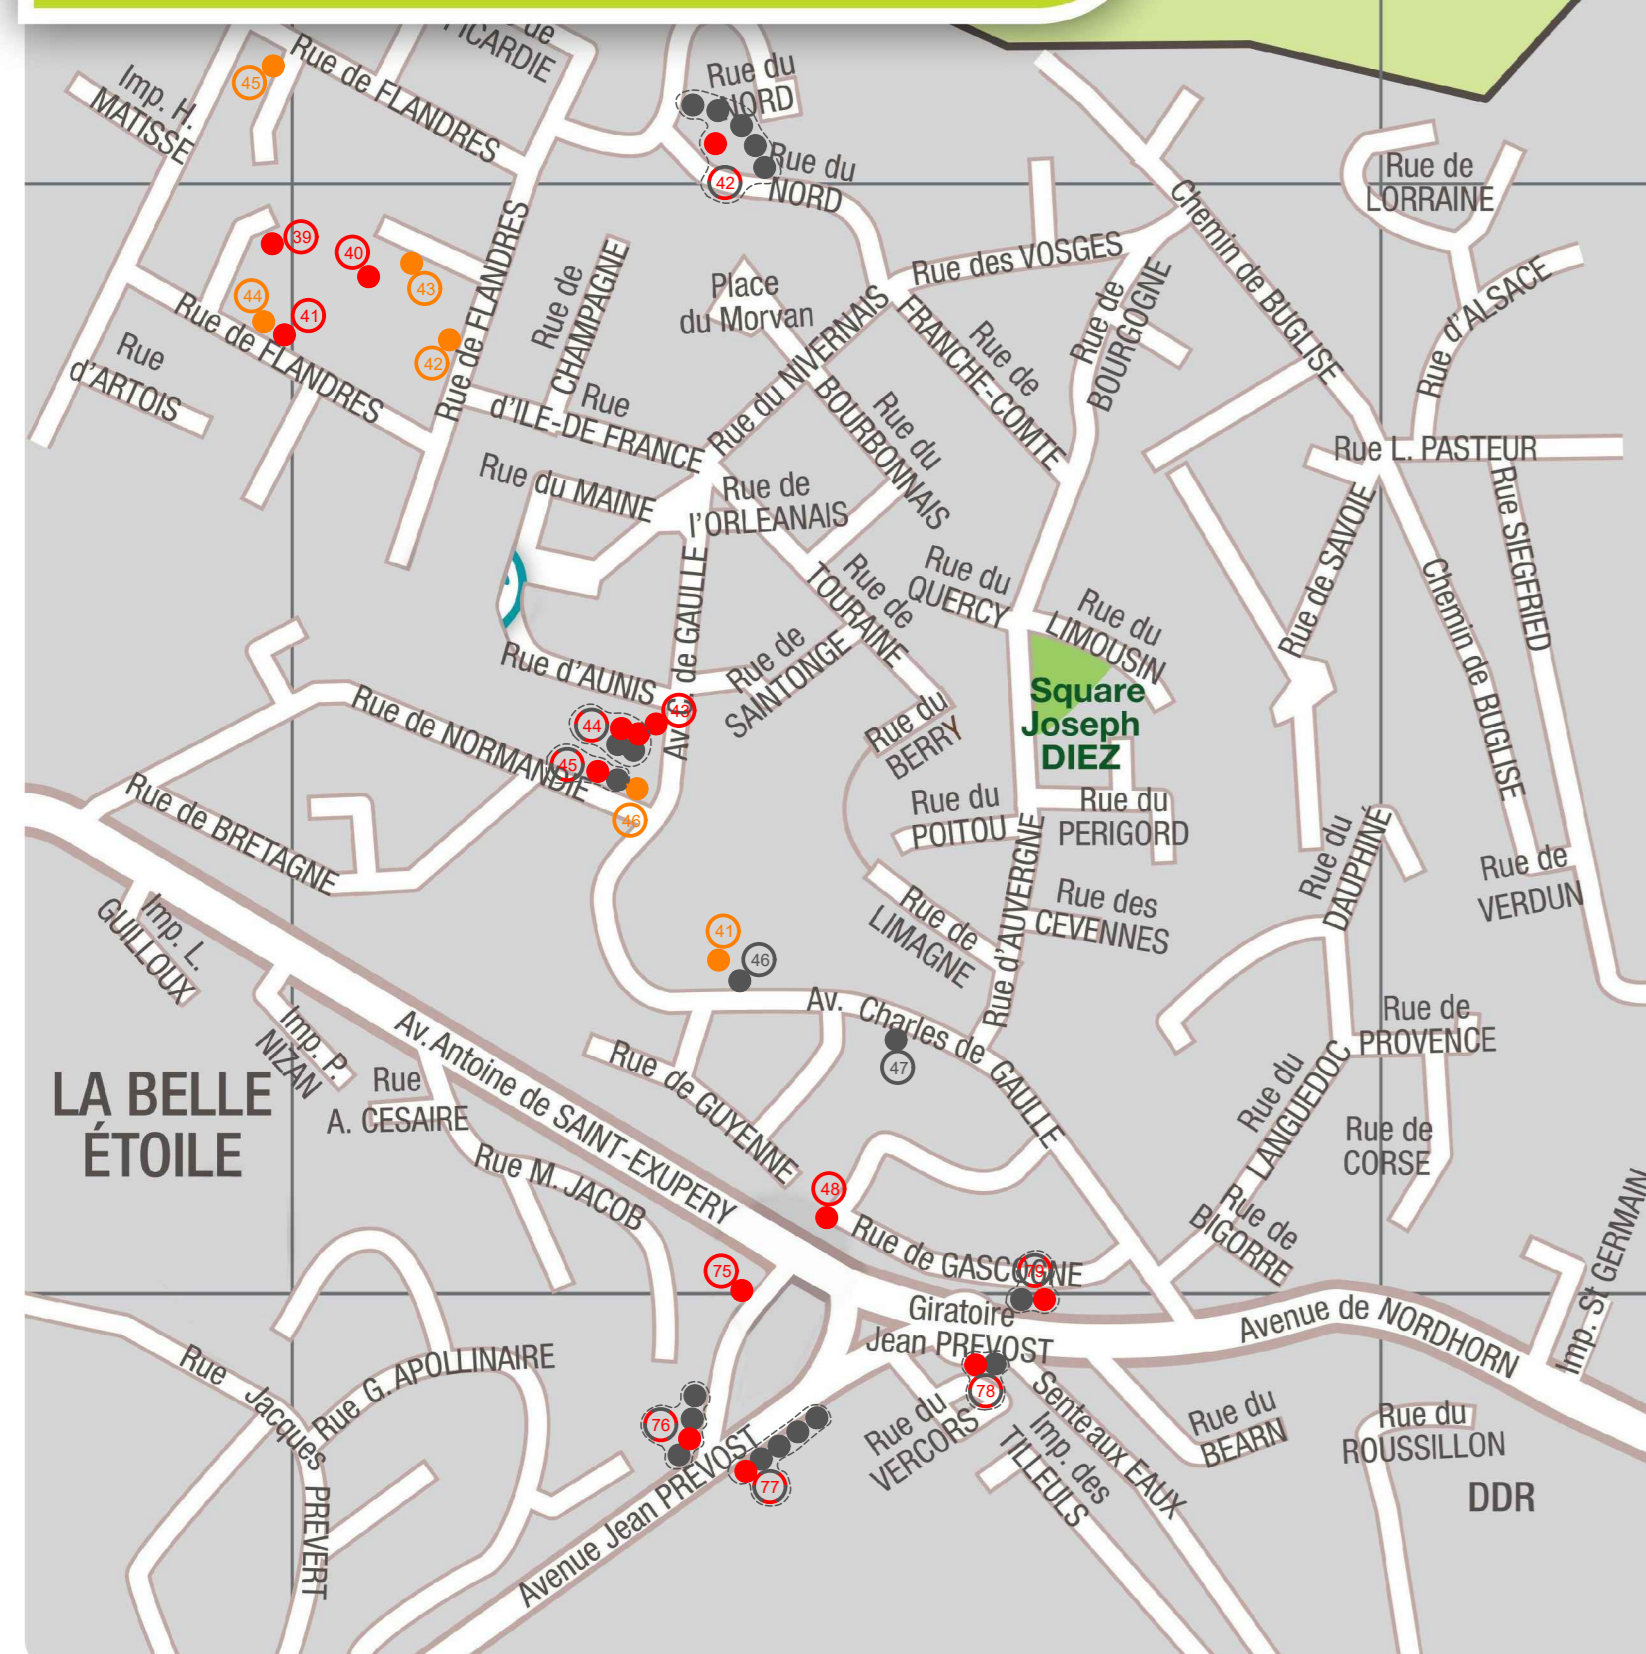 de
PICARDIE
Rue de FLANDRES
45
Imp. H.
MATISSE
Rue du
NORD
Rue du
NORD
42
Rue de
LORRAINE
39
40
43
44
41
42
Rue de FLANDRES
Rue de FLANDRES
Rue
d'ARTOIS
Rue de
CHAMPAGNE
Place
du Morvan
Rue des VOSGES
Chemin de BUGLISE
Rue d'ALSACE
Rue de
BOURGOGNE
Rue de
FRANCHE-COMTE
Rue du NIVERNAIS
Rue
d'ILE-DE FRANCE
Rue du
BOURBONNAIS
Rue L. PASTEUR
Rue du MAINE
Rue de
l'ORLEANAIS
Rue SIEGFRIED
Rue de SAVOIE
Chemin de BUGLISE
Rue du
QUERCY
Rue de
TOURAINE
Rue du
LIMOUSIN
Rue d'AUNIS
Rue de
SAINTONGE
Av. C. de GAULLE
Square
Joseph
DIEZ
43
44
45
46
Rue de NORMANDIE
Rue du
BERRY
Rue de BRETAGNE
Rue du
POITOU
Rue du
PERIGORD
Rue du
DAUPHINÉ
Rue de
VERDUN
Rue d'AUVERGNE
Rue des
CEVENNES
Rue de
LIMAGNE
Imp. L.
GUILLOUX
41
46
Av. Charles de GAULLE
47
Imp. P.
NIZAN
Rue de
PROVENCE
Rue du
LANGUEDOC
Rue de
CORSE
LA BELLE
ÉTOILE
Rue
A. CESAIRE
Av. Antoine de SAINT-EXUPERY
Rue de GUYENNE
Rue M. JACOB
48
Rue de GASCOGNE
Rue de
BIGORRE
Imp. St GERMAIN
75
79
Giratoire
Jean PREVOST
Avenue de NORDHORN
78
Rue Jacques PREVERT
Rue G. APOLLINAIRE
76
77
Rue du
VERCORS
Senteaux EAUX
Imp. des
TILLEULS
Rue du
BEARN
Rue du
ROUSSILLON
DDR
Avenue Jean PREVOST